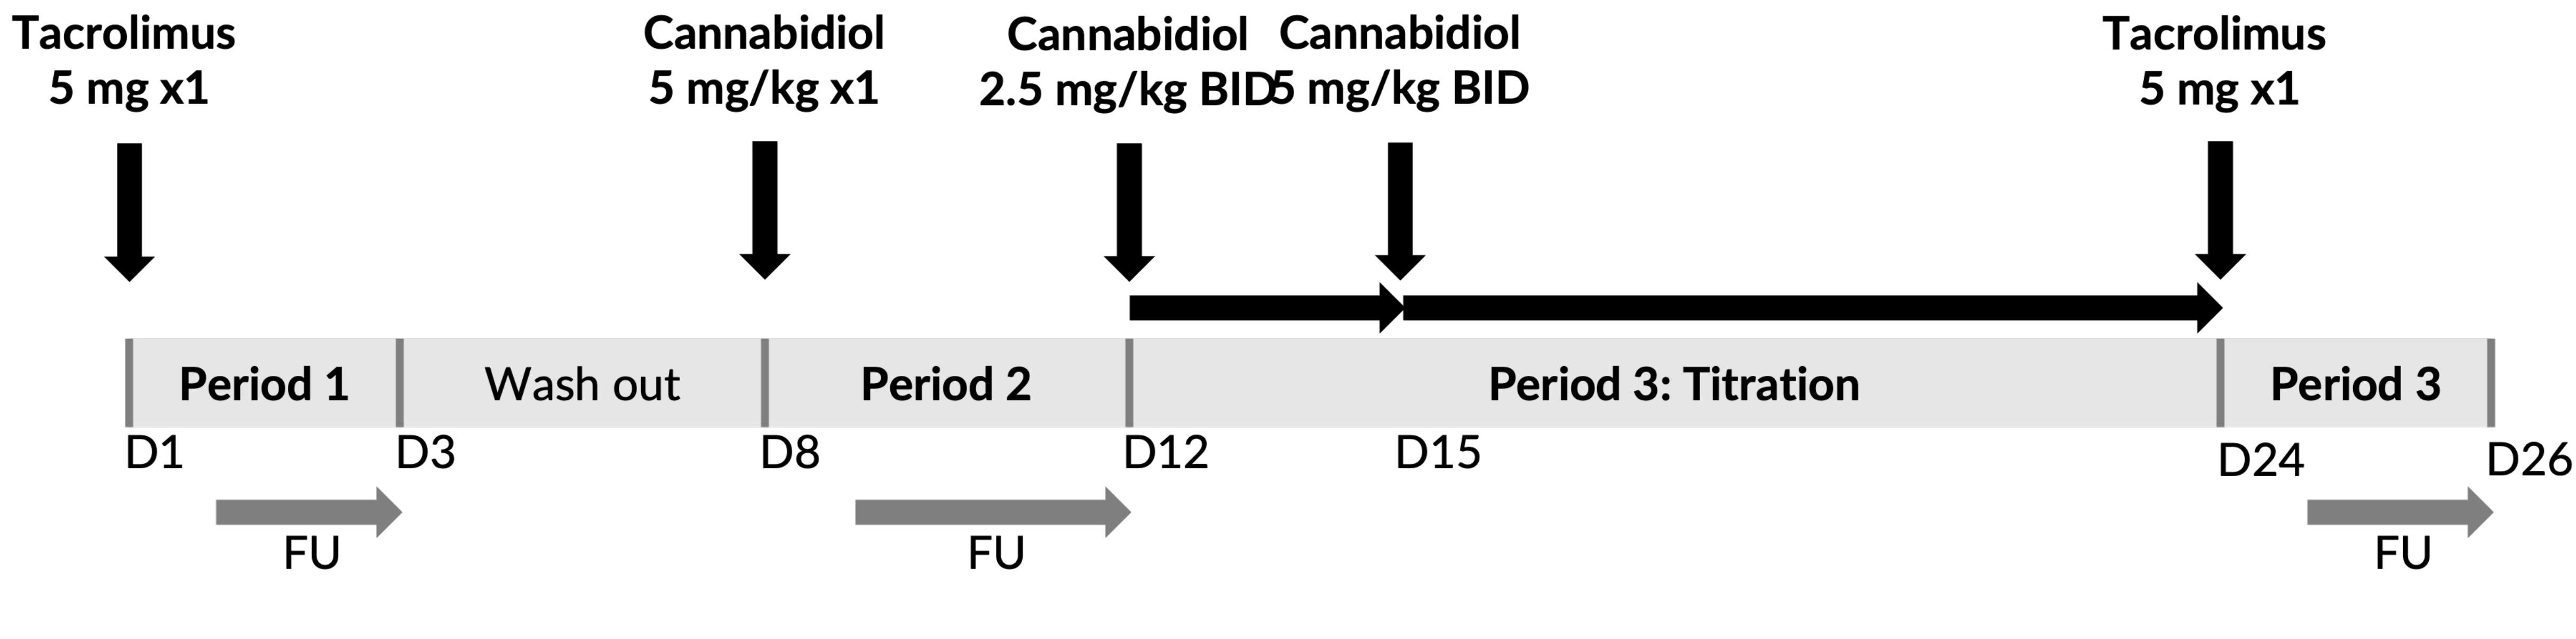 Tacrolimus
5 mg x1
Cannabidiol
5 mg/kg x1
Cannabidiol
2.5 mg/kg BID
Cannabidiol
5 mg/kg BID
Tacrolimus
5 mg x1
Period 1
Wash out
Period 2
Period 3: Titration
Period 3
D1
D3
D8
D12
D15
D24
D26
FU
FU
FU